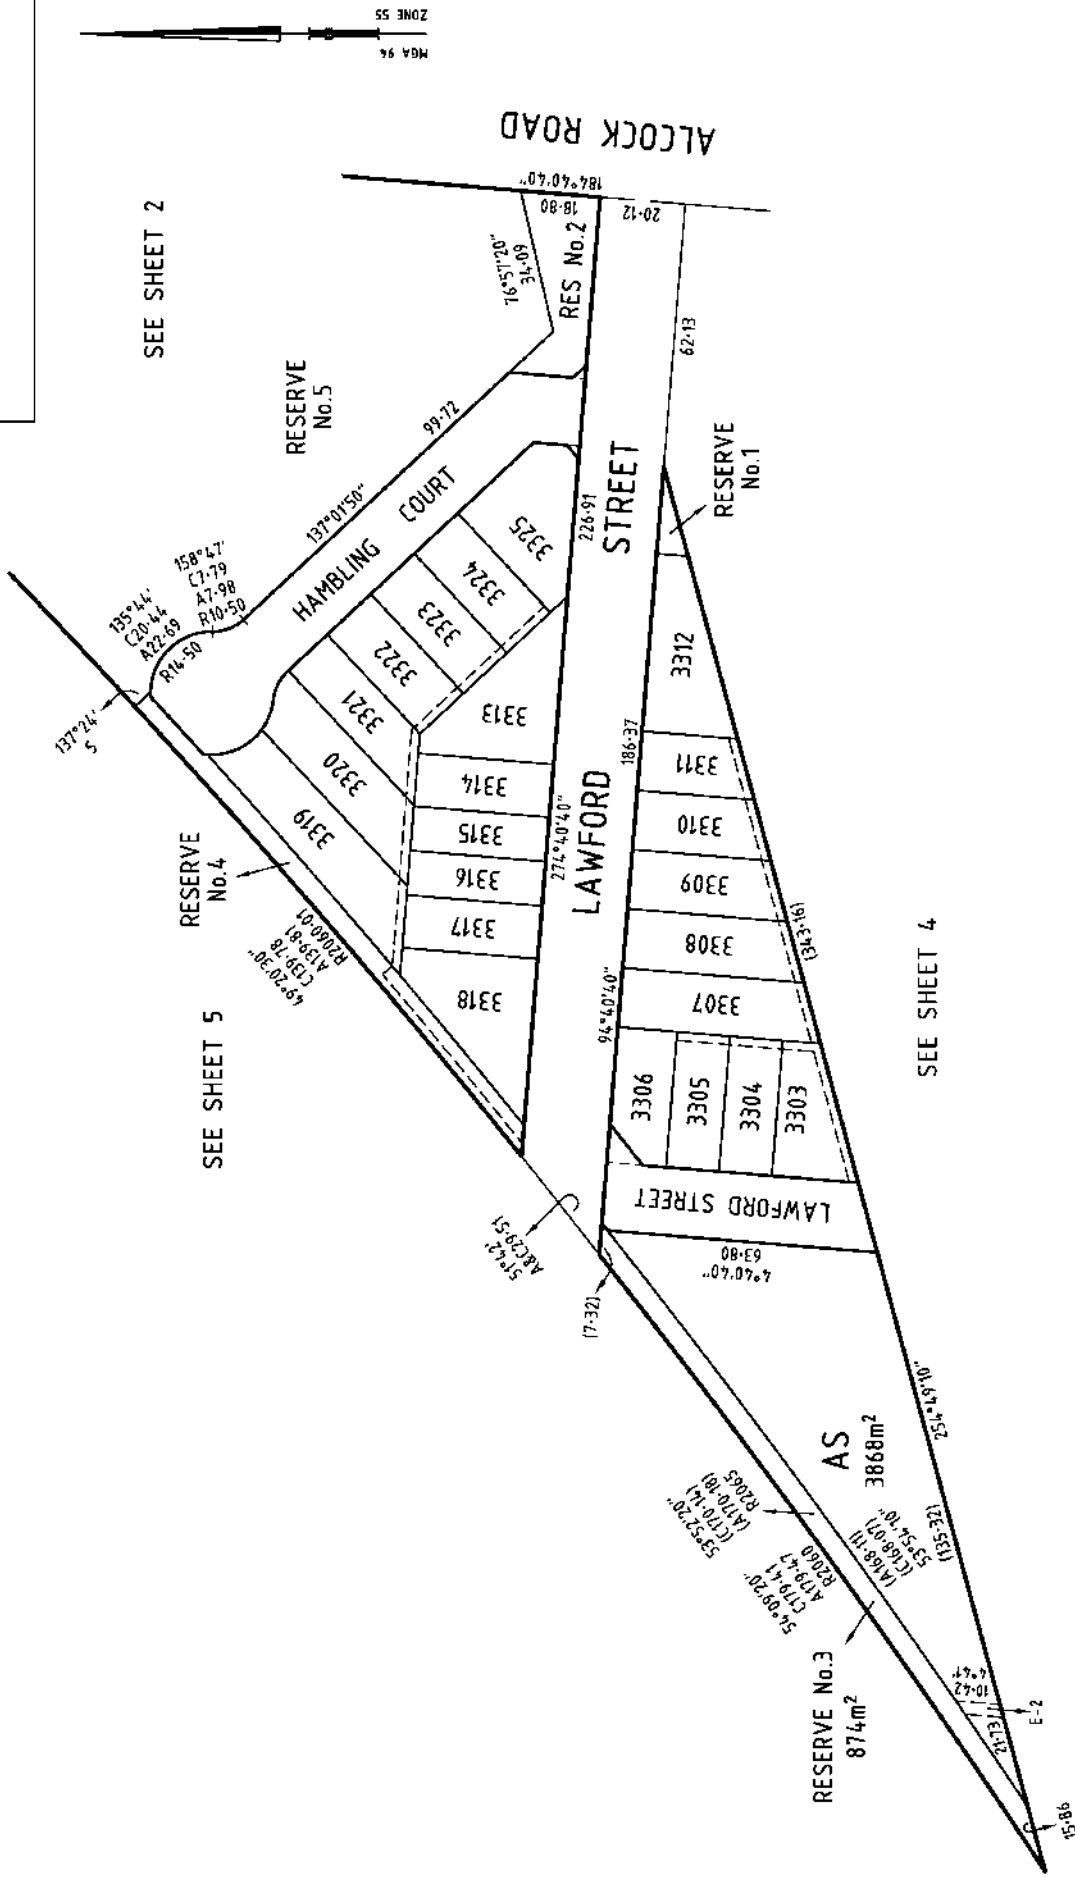 MGA 94
ZONE 55
ALCOCK ROAD
SEE SHEET 2
184°40'40"
18·80
20·12
76°57'20"
34·09
RES No.2
62·13
RESERVE
No.5
99·72
137°01'50"
HAMBLING COURT
158°47'
C7·79
A7·98
R10·50
135°44'
C20·44
A22·69
R14·50
137°24'
5
RESERVE
No.1
226·91
LAWFORD STREET
186·37
274°40'40"
94°40'40"
3325
3324
3323
3322
3321
3320
3319
3313
3314
3315
3316
3317
3318
3312
3311
3310
3309
3308
3307
3306
3305
3304
3303
(343·16)
RESERVE
No.4
49°20'30"
C139·78
A139·81
R2060·01
SEE SHEET 5
SEE SHEET 4
LAWFORD STREET
63·80
4°40'40"
51°42'
A&C29·51
(7·32)
AS
3868m²
254°49'10"
(135·32)
53°52'20"
(C170·14)
(A170·18)
R2065
54°09'20"
C179·41
A179·47
R2060
(A168·11)
(C168·07)
53°54'10"
RESERVE No.3
874m²
4°41'
10·42
21·73
E-2
15·86